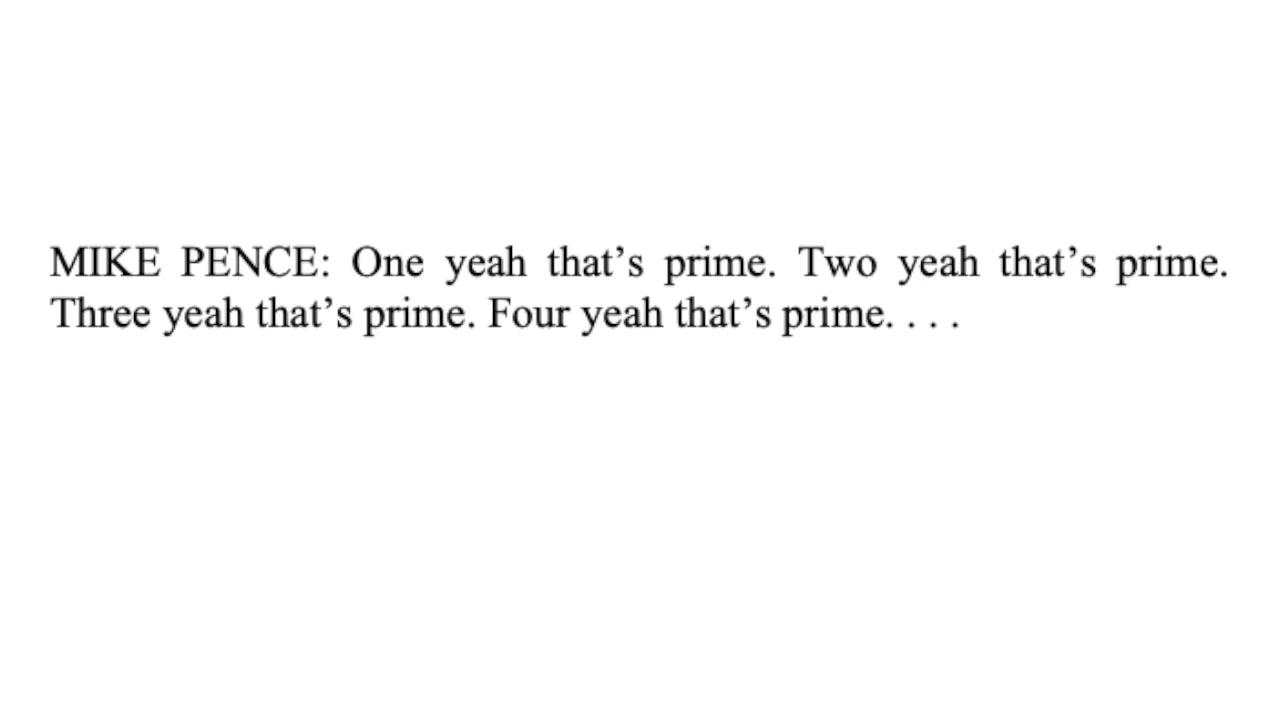 MIKE PENCE: One yeah that’s prime. Two yeah that’s prime.
Three yeah that’s prime. Four yeah that’s prime. . . .